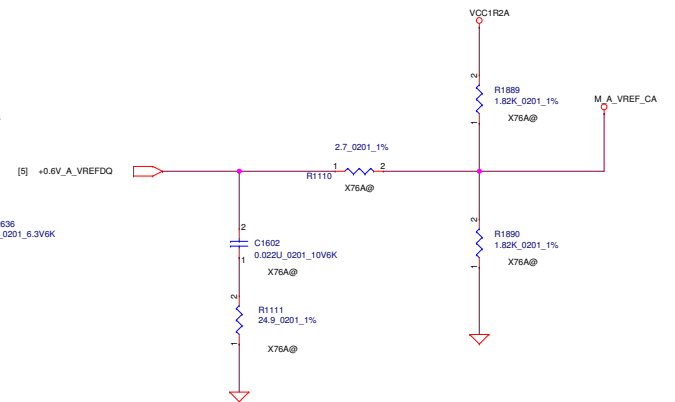 VCC1R2A
2
R1889
1.82K_0201_1%
1
X76A@
M_A_VREF_CA
2.7_0201_1%
[5] +0.6V_A_VREFDQ
1
2
R1110
X76A@
636
_0201_6.3V6K
2
C1602
0.022U_0201_10V6K
1
X76A@
2
R1890
1.82K_0201_1%
1
X76A@
2
R1111
24.9_0201_1%
1
X76A@